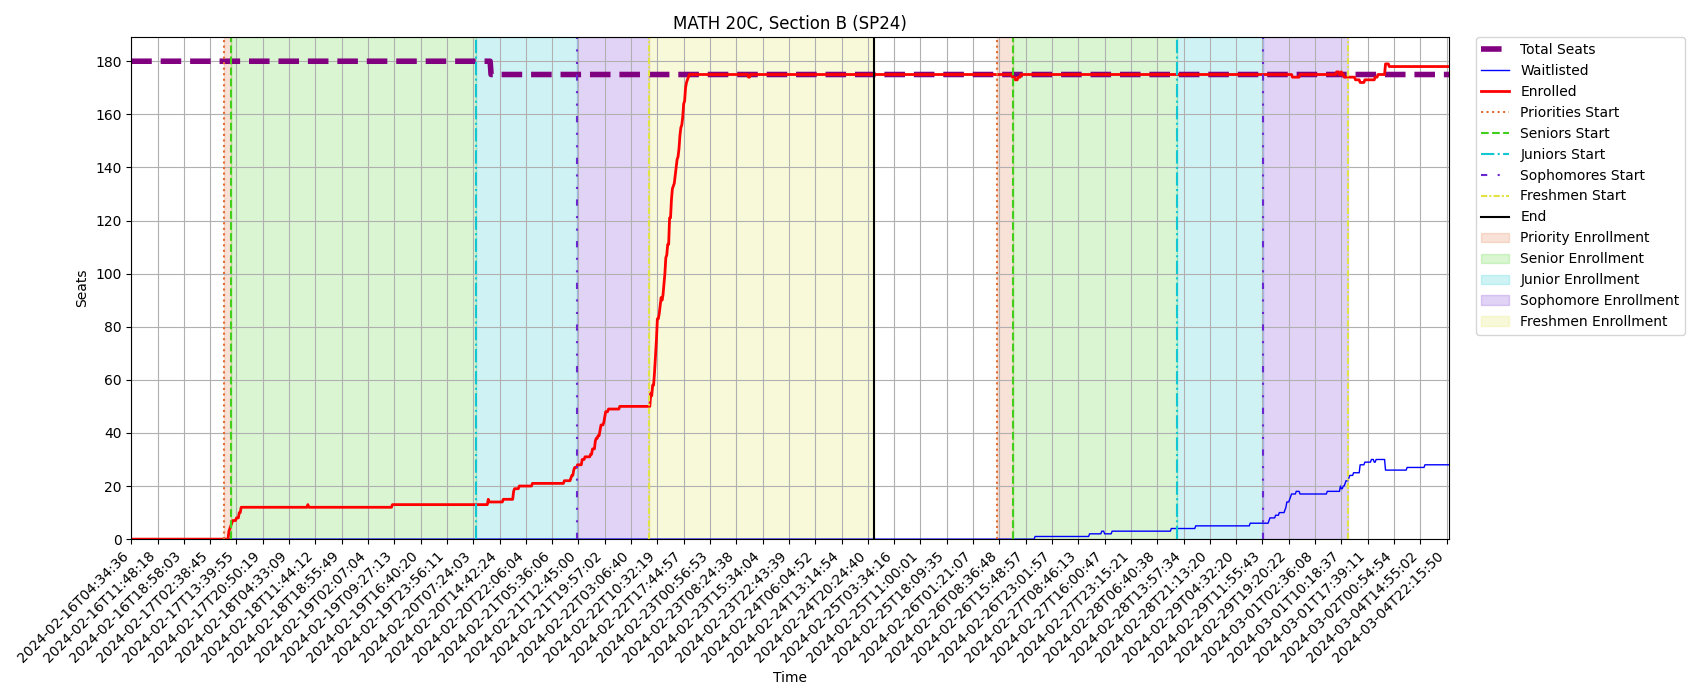 MATH 20C, Section B (SP24)
Seats
180
160
140
120
100
80
60
40
20
0
2024-02-16T04:34:36
2024-02-16T11:48:18
2024-02-16T18:58:03
2024-02-17T02:38:45
2024-02-17T13:39:55
2024-02-17T20:50:19
2024-02-18T04:33:09
2024-02-18T11:44:12
2024-02-18T18:55:49
2024-02-19T02:07:04
2024-02-19T09:27:13
2024-02-19T16:40:20
2024-02-19T23:56:11
2024-02-20T07:24:03
2024-02-20T14:42:24
2024-02-20T22:06:04
2024-02-21T05:36:06
2024-02-21T12:45:00
2024-02-21T19:57:02
2024-02-22T03:06:40
2024-02-22T10:32:19
2024-02-22T17:44:57
2024-02-23T00:56:53
2024-02-23T08:24:38
2024-02-23T15:34:04
2024-02-23T22:43:39
2024-02-24T06:04:52
2024-02-24T13:14:54
2024-02-24T20:24:40
2024-02-25T03:34:16
2024-02-25T11:00:01
2024-02-25T18:09:35
2024-02-26T01:21:07
2024-02-26T08:36:48
2024-02-26T15:48:57
2024-02-26T23:01:57
2024-02-27T08:46:13
2024-02-27T16:00:47
2024-02-27T23:15:21
2024-02-28T06:40:38
2024-02-28T13:57:34
2024-02-28T21:13:20
2024-02-29T04:32:20
2024-02-29T11:55:43
2024-02-29T19:20:22
2024-03-01T02:36:08
2024-03-01T10:18:37
2024-03-01T17:39:11
2024-03-02T00:54:54
2024-03-04T14:55:02
2024-03-04T22:15:50
Time
Total Seats
Waitlisted
Enrolled
Priorities Start
Seniors Start
Juniors Start
Sophomores Start
Freshmen Start
End
Priority Enrollment
Senior Enrollment
Junior Enrollment
Sophomore Enrollment
Freshmen Enrollment